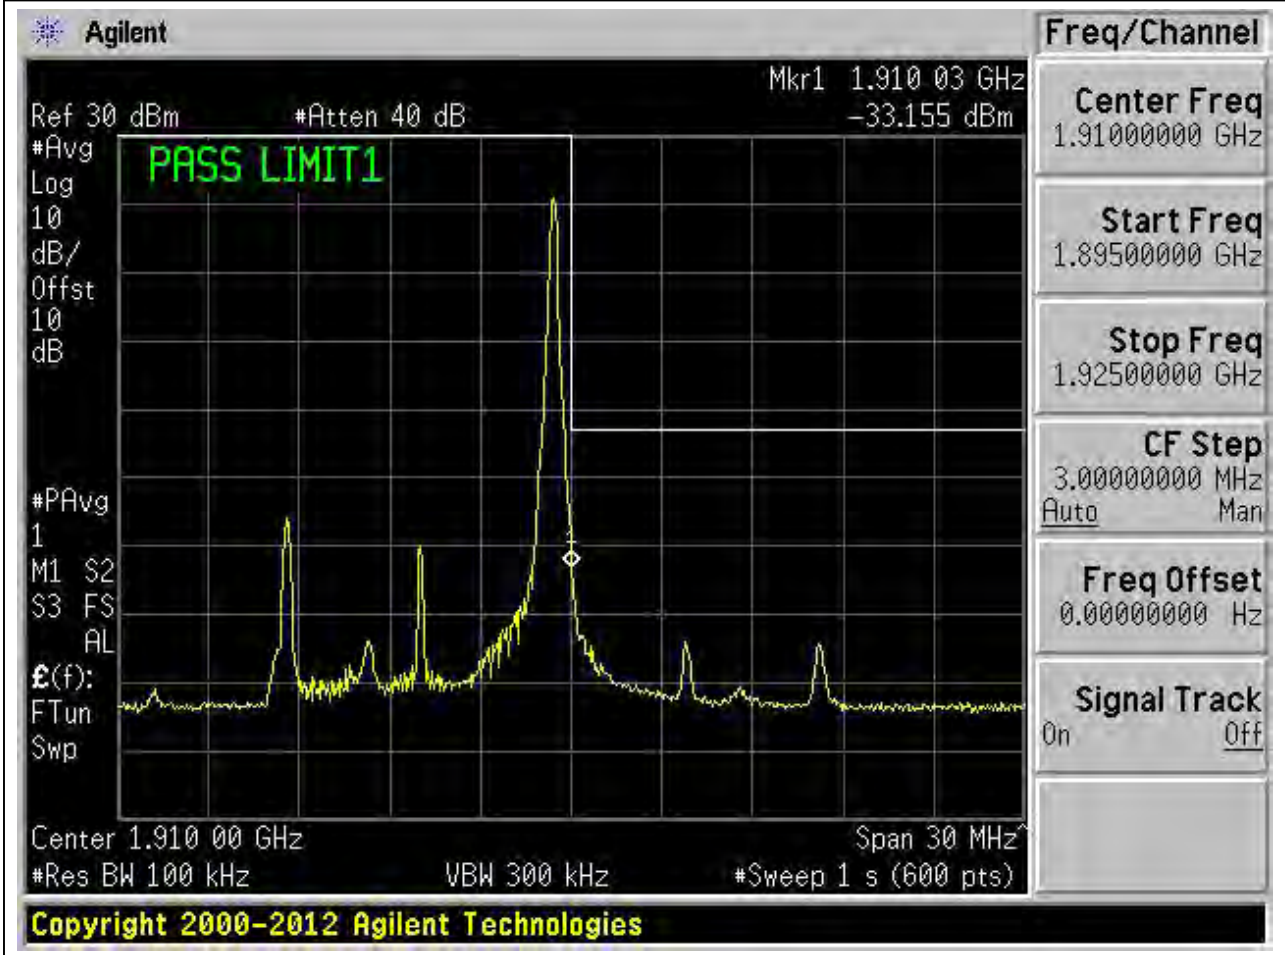 Agilent
Freq/Channel
Mkr1 1.910 03 GHz
Ref 30 dBm #Atten 40 dB -33.155 dBm
#Avg
Log
10
dB/
Offst
10
dB
PASS LIMIT1
#PAvg
1
M1 S2
S3 FS
AL
£(f):
FTun
Swp
1
Center 1.910 00 GHz Span 30 MHz^
#Res BW 100 kHz VBW 300 kHz #Sweep 1 s (600 pts)
Copyright 2000-2012 Agilent Technologies
Center Freq
1.91000000 GHz
Start Freq
1.89500000 GHz
Stop Freq
1.92500000 GHz
CF Step
3.00000000 MHz
Auto Man
Freq Offset
0.00000000 Hz
Signal Track
On Off